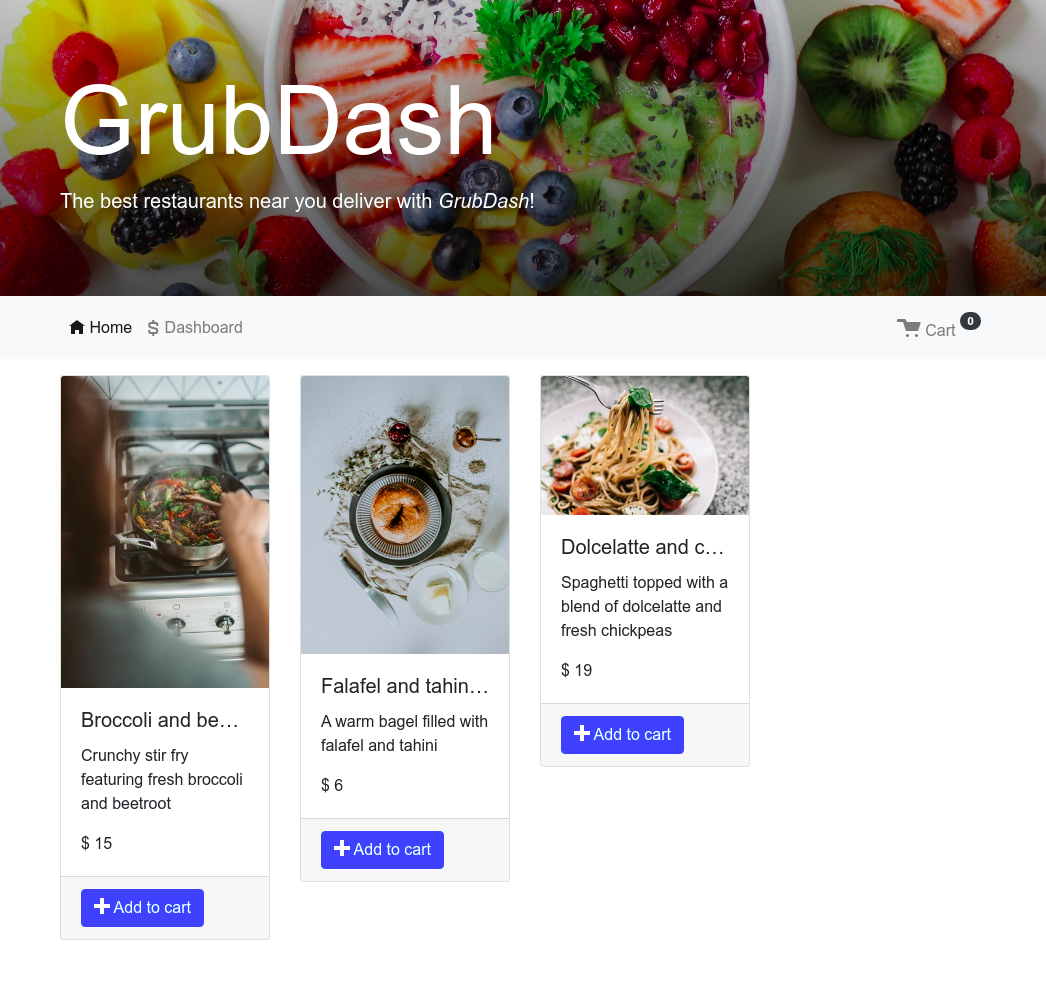 GrubDash
The best restaurants near you deliver with GrubDash!
Home
Dashboard
Cart
0
Broccoli and be…
Crunchy stir fry
featuring fresh broccoli
and beetroot
$ 15
Add to cart
Falafel and tahin…
A warm bagel filled with
falafel and tahini
$ 6
Add to cart
Dolcelatte and c…
Spaghetti topped with a
blend of dolcelatte and
fresh chickpeas
$ 19
Add to cart